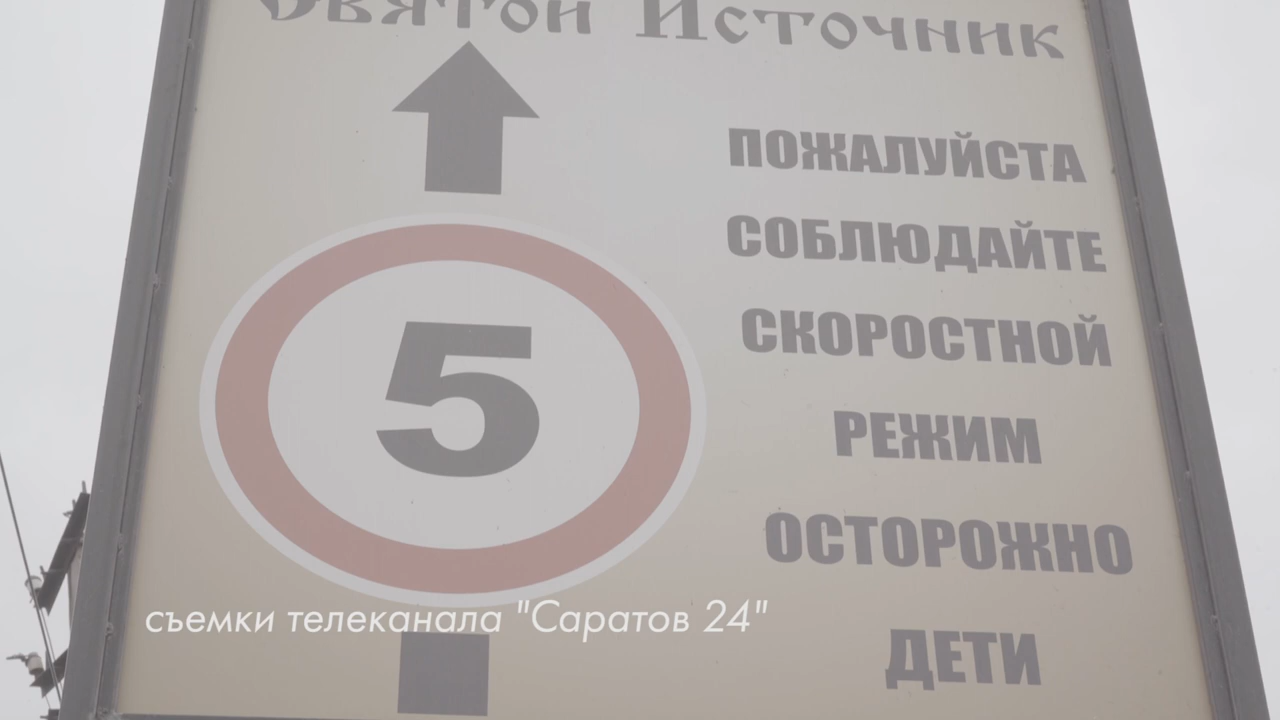 Святой Источник
ПОЖАЛУЙСТА
СОБЛЮДАЙТЕ
СКОРОСТНОЙ
РЕЖИМ
ОСТОРОЖНО
ДЕТИ
5
съемки телеканала "Саратов 24"